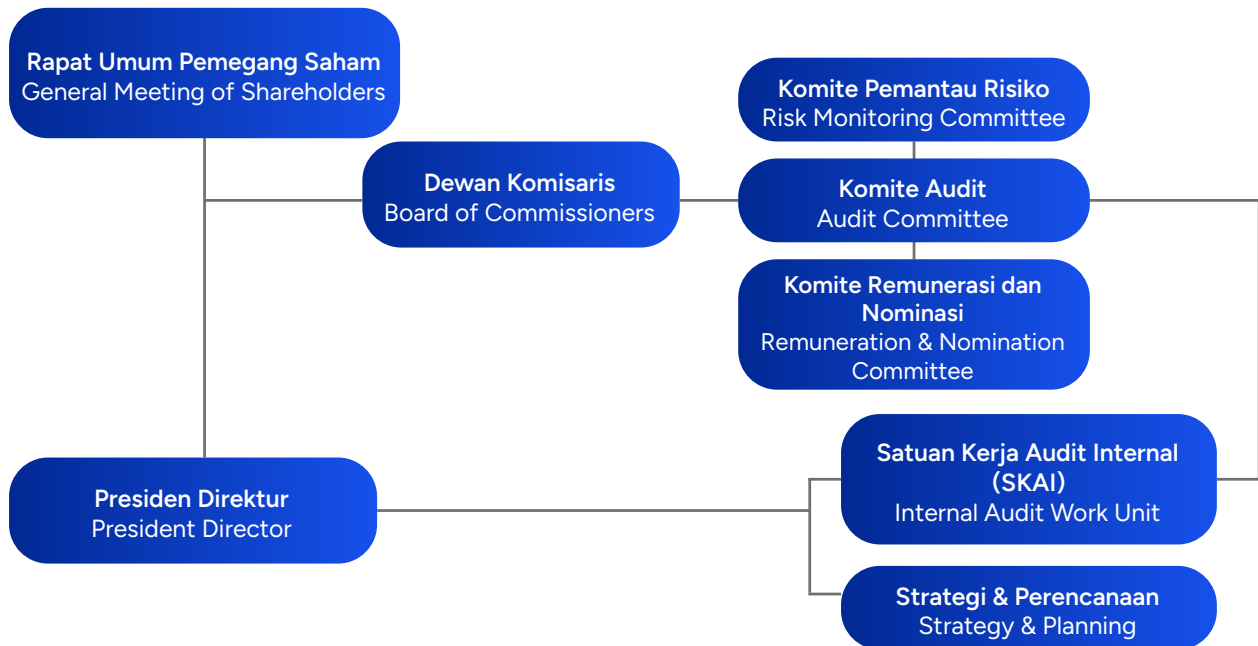 Rapat Umum Pemegang Saham
General Meeting of Shareholders
Komite Pemantau Risiko
Risk Monitoring Committee
Dewan Komisaris
Board of Commissioners
Komite Audit
Audit Committee
Komite Remunerasi dan
Nominasi
Remuneration & Nomination
Committee
Satuan Kerja Audit Internal
(SKAI)
Internal Audit Work Unit
Presiden Direktur
President Director
Strategi & Perencanaan
Strategy & Planning